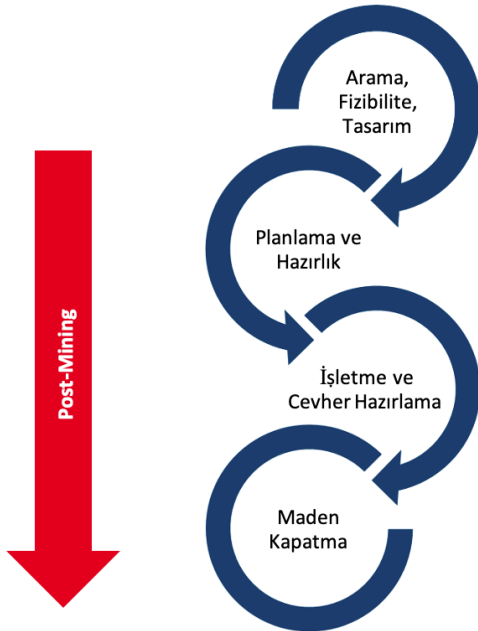 Arama,
Fizibilite,
Tasarım
Planlama ve
Hazırlık
Post-Mining
İşletme ve
Cevher Hazırlama
Maden
Kapatma